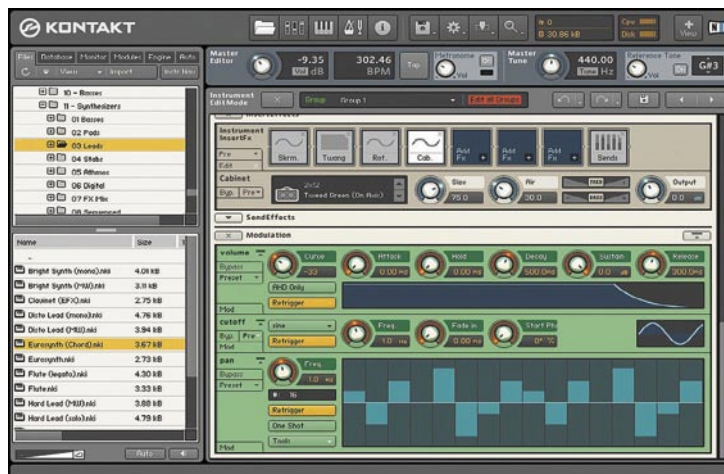 KONTAKT
0
30.86 kB
Cpu
Disk
View
Files Database Monitor Modules Engine Auto
View Import Instr Nav
10 - Basses
11 - Synthesizers
01 Basses
02 Pads
03 Leads
04 Stabs
05 Athmos
06 Digital
07 FX Mix
08 Sequenced
Name Size
Bright Synth (mono).nki 4.01 kB
Bright Synth (MW).nki 3.11 kB
Clavinet (EFX).nki 2.75 kB
Disto Lead (mono).nki 4.76 kB
Disto Lead (MW).nki 3.94 kB
Eurosynth (Chord).nki 3.67 kB
Eurosynth.nki 2.73 kB
Flute (legato).nki 4.30 kB
Flute.nki 3.33 kB
Hard Lead (MW).nki 3.88 kB
Hard Lead (solo).nki 4.79 kB
Auto
Master Editor
Vol
-9.35
Vol dB
302.46
BPM
Tap
Metronome
Vol
Master Tune
440.00
Tune Hz
Reference Tone
Vol
G#3
Instrument Edit Mode
Group Group 1
Edit all Groups
InsertEffects
Instrument InsertFx
Pre
Edit
Skrm. Twang Rot. Cab. Add Fx Add Fx Add Fx Sends
Cabinet
Byp. Pre
2x12
Tweed Green (On Air)
Size
75.0
Air
30.0
Output
0.0
SendEffects
Modulation
volume
Bypass
Preset
Mod
Curve
-33
Attack
0.00 ms
Hold
0.00 ms
Decay
500.0ms
Sustain
0.0
Release
300.0ms
AHD Only
Retrigger
cutoff
Byp. Pre
Mod
sine
Retrigger
Freq.
1.0 Hz
Fade in
0.00 ms
Start Phs
0°
pan
Bypass
Preset
Mod
Freq.
1.0 Hz
#: 16
Retrigger
One Shot
Tools